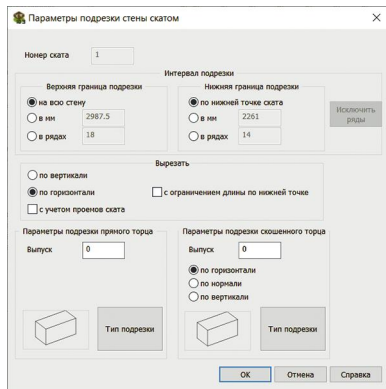 Параметры подрезки стены скатом
Номер ската 1
Интервал подрезки
Верхняя граница подрезки
на всю стену
в мм 2987.5
в рядах 18
Нижняя граница подрезки
по нижней точке ската
в мм 2261
в рядах 14
Исключить
ряды
Вырезать
по вертикали
по горизонтали
с ограничением длины по нижней точке
с учетом проемов ската
Параметры подрезки прямого торца
Выпуск 0
Тип подрезки
Параметры подрезки скошенного торца
Выпуск 0
по горизонтали
по нормали
по вертикали
Тип подрезки
ОК Отмена Справка